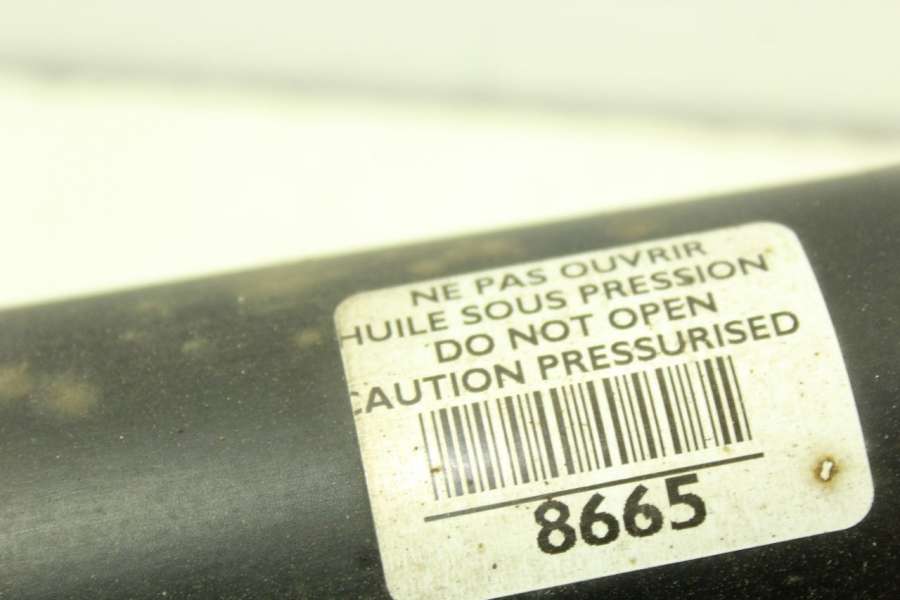 NE PAS OUVRIR
HUILE SOUS PRESSION
DO NOT OPEN
CAUTION PRESSURISED
8665